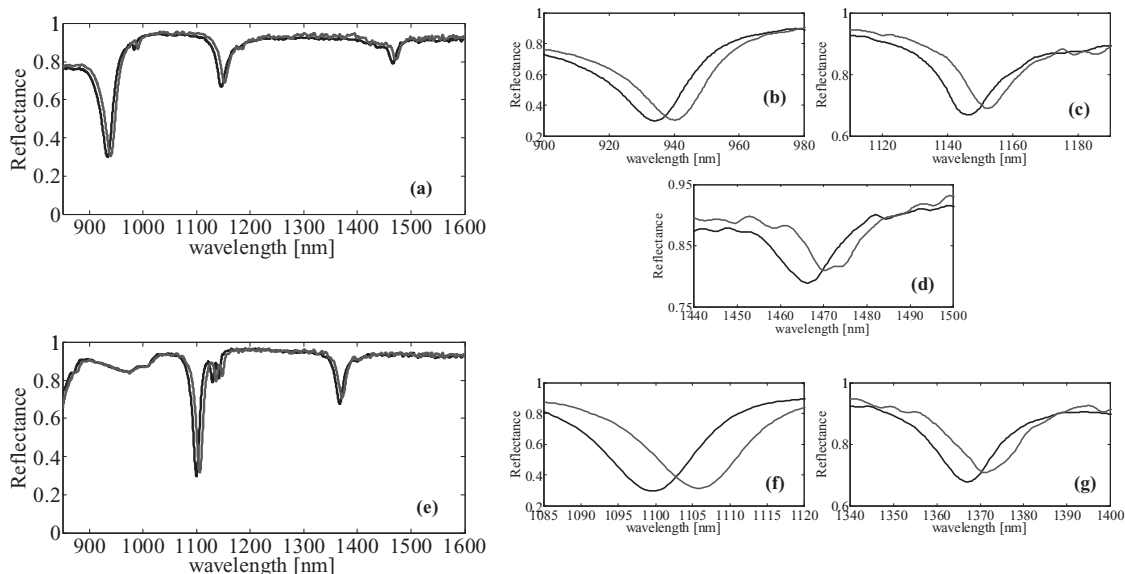 1
0.8
0.6
0.4
0.2
0
Reflectance
900 1000 1100 1200 1300 1400 1500 1600
wavelength [nm]
(a)
1
0.8
0.6
0.4
0.2
Reflectance
900 920 940 960 980
wavelength [nm]
(b)
1
0.8
0.6
Reflectance
1120 1140 1160 1180
wavelength [nm]
(c)
0.95
0.85
0.75
Reflectance
1440 1450 1460 1470 1480 1490 1500
wavelength [nm]
(d)
1
0.8
0.6
0.4
0.2
0
Reflectance
900 1000 1100 1200 1300 1400 1500 1600
wavelength [nm]
(e)
1
0.8
0.6
0.4
0.2
Reflectance
1085 1090 1095 1100 1105 1110 1115 1120
wavelength [nm]
(f)
1
0.8
0.6
Reflectance
1340 1350 1360 1370 1380 1390 1400
wavelength [nm]
(g)